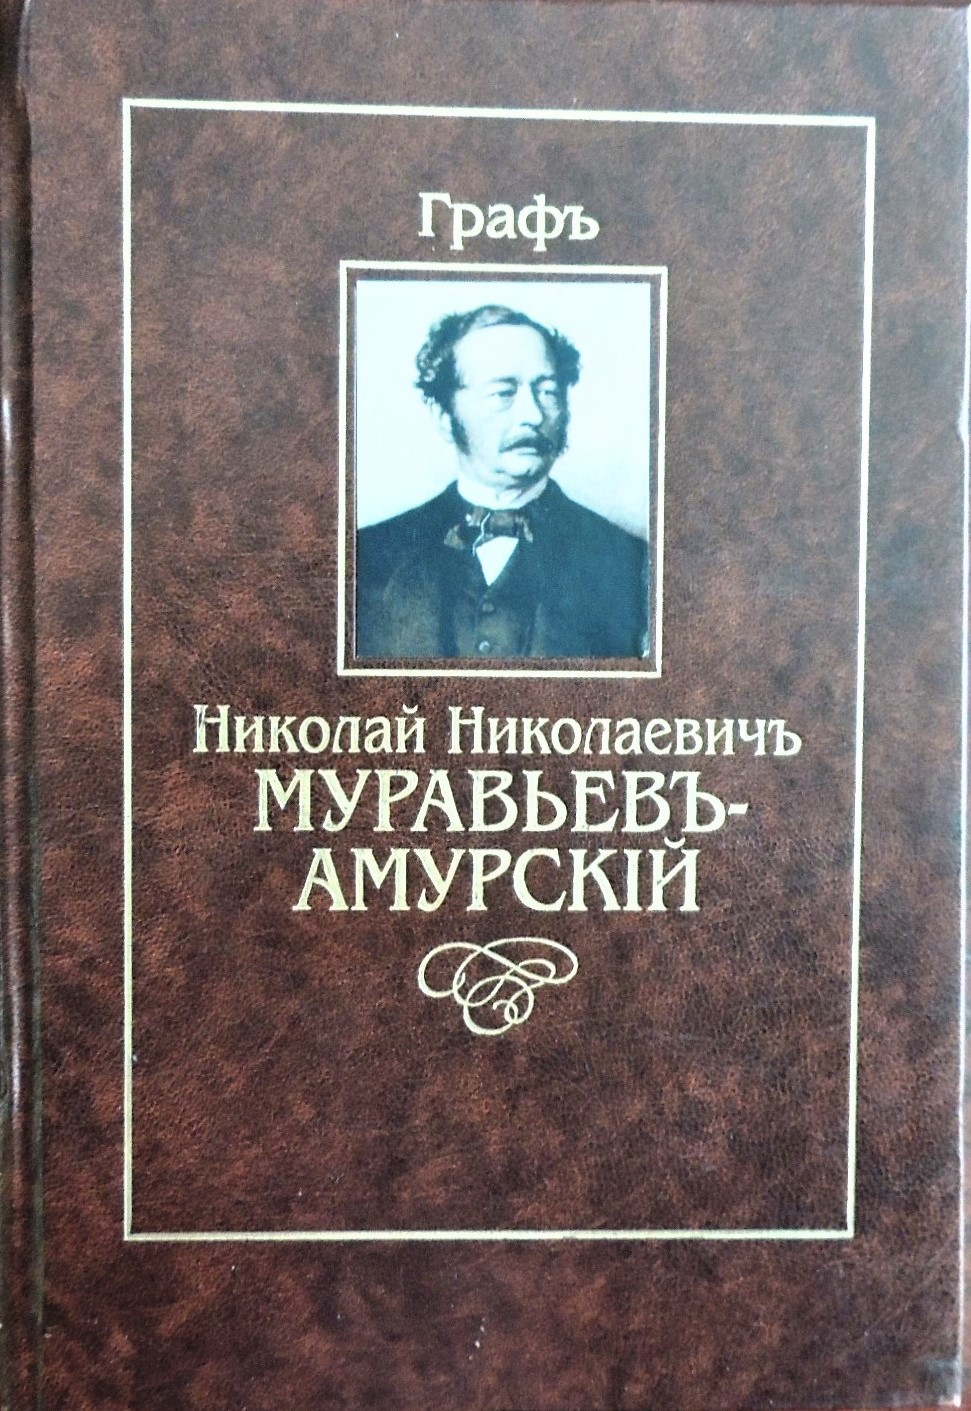 Графъ
Николай Николаевичъ
МУРАВЬЕВЪ-
АМУРСКІЙ